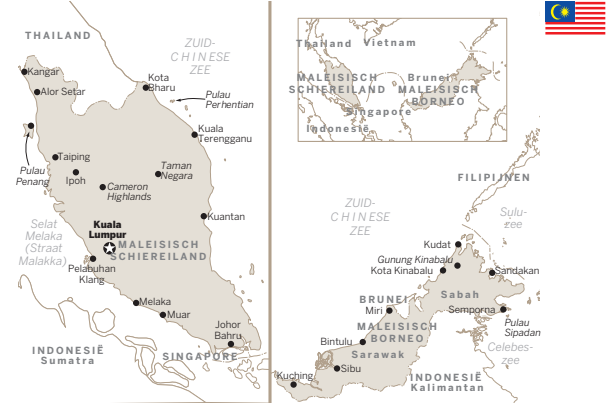 THAILAND
ZUID-
CHINESE
ZEE
Kangar
Alor Setar
Kota
Bharu
Pulau
Perhentian
Kuala
Terengganu
Taiping
Ipoh
Pulau
Penang
Taman
Negara
Cameron
Highlands
Kuantan
Selat
Melaka
(Straat
Malakka)
Kuala
Lumpur
MALEISISCH
SCHIEREILAND
Pelabuhan
Klang
Melaka
Muar
Johor
Bahru
INDONESIË
Sumatra
SINGAPORE
Thailand
Vietnam
MALEISISCH
SCHIEREILAND
Brunei
MALEISISCH
BORNEO
Singapore
Indonesië
FILIPIJNEN
ZUID-
CHINESE
ZEE
Sulu-
zee
Kudat
Gunung Kinabalu
Kota Kinabalu
Sandakan
BRUNEI
Sabah
Miri
Semporna
Pulau
Sipadan
MALEISISCH
BORNEO
Bintulu
Sarawak
Celebes-
zee
Sibu
Kuching
INDONESIË
Kalimantan